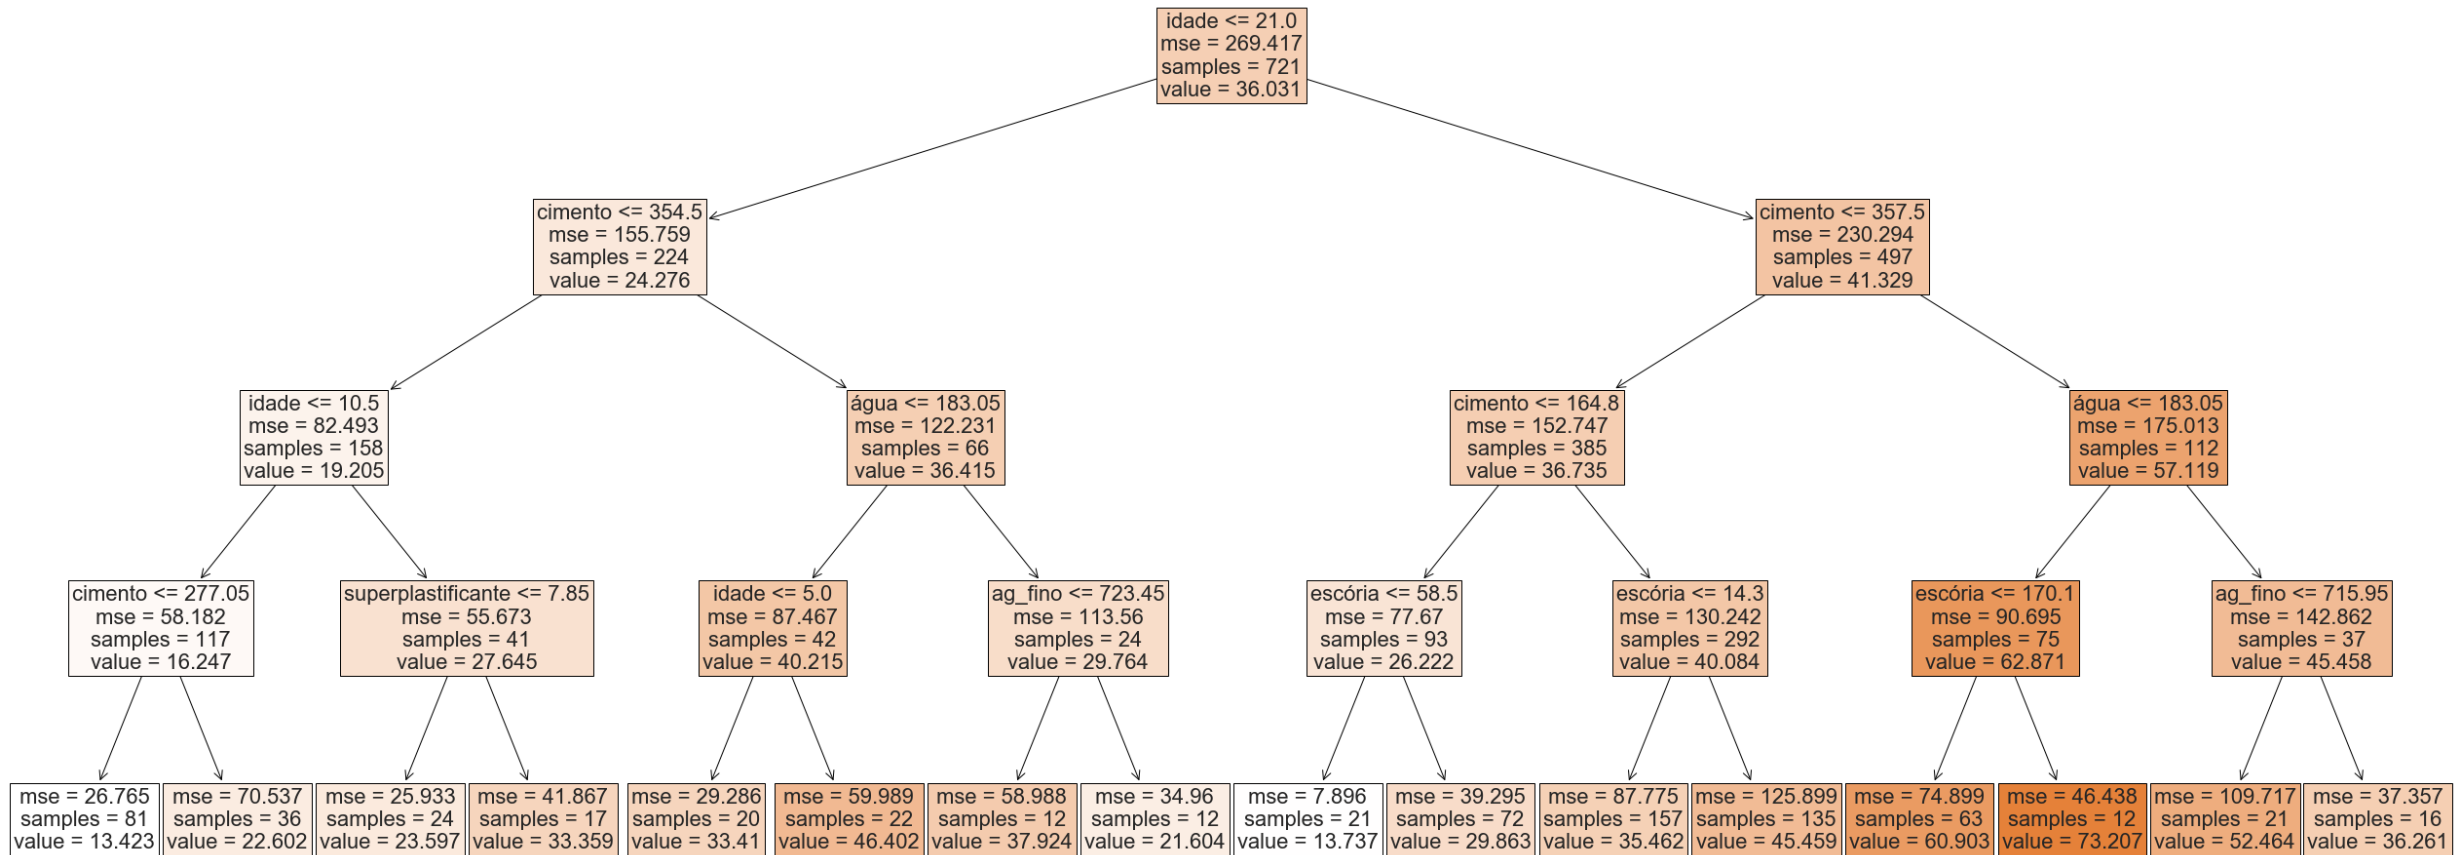 idade <= 21.0
mse = 269.417
samples = 721
value = 36.031
cimento <= 354.5
mse = 155.759
samples = 224
value = 24.276
cimento <= 357.5
mse = 230.294
samples = 497
value = 41.329
idade <= 10.5
mse = 82.493
samples = 158
value = 19.205
água <= 183.05
mse = 122.231
samples = 66
value = 36.415
cimento <= 164.8
mse = 152.747
samples = 385
value = 36.735
água <= 183.05
mse = 175.013
samples = 112
value = 57.119
cimento <= 277.05
mse = 58.182
samples = 117
value = 16.247
superplastificante <= 7.85
mse = 55.673
samples = 41
value = 27.645
idade <= 5.0
mse = 87.467
samples = 42
value = 40.215
ag_fino <= 723.45
mse = 113.56
samples = 24
value = 29.764
escória <= 58.5
mse = 77.67
samples = 93
value = 26.222
escória <= 14.3
mse = 130.242
samples = 292
value = 40.084
escória <= 170.1
mse = 90.695
samples = 75
value = 62.871
ag_fino <= 715.95
mse = 142.862
samples = 37
value = 45.458
mse = 26.765
samples = 81
value = 13.423
mse = 70.537
samples = 36
value = 22.602
mse = 25.933
samples = 24
value = 23.597
mse = 41.867
samples = 17
value = 33.359
mse = 29.286
samples = 20
value = 33.41
mse = 59.989
samples = 22
value = 46.402
mse = 58.988
samples = 12
value = 37.924
mse = 34.96
samples = 12
value = 21.604
mse = 7.896
samples = 21
value = 13.737
mse = 39.295
samples = 72
value = 29.863
mse = 87.775
samples = 157
value = 35.462
mse = 125.899
samples = 135
value = 45.459
mse = 74.899
samples = 63
value = 60.903
mse = 46.438
samples = 12
value = 73.207
mse = 109.717
samples = 21
value = 52.464
mse = 37.357
samples = 16
value = 36.261